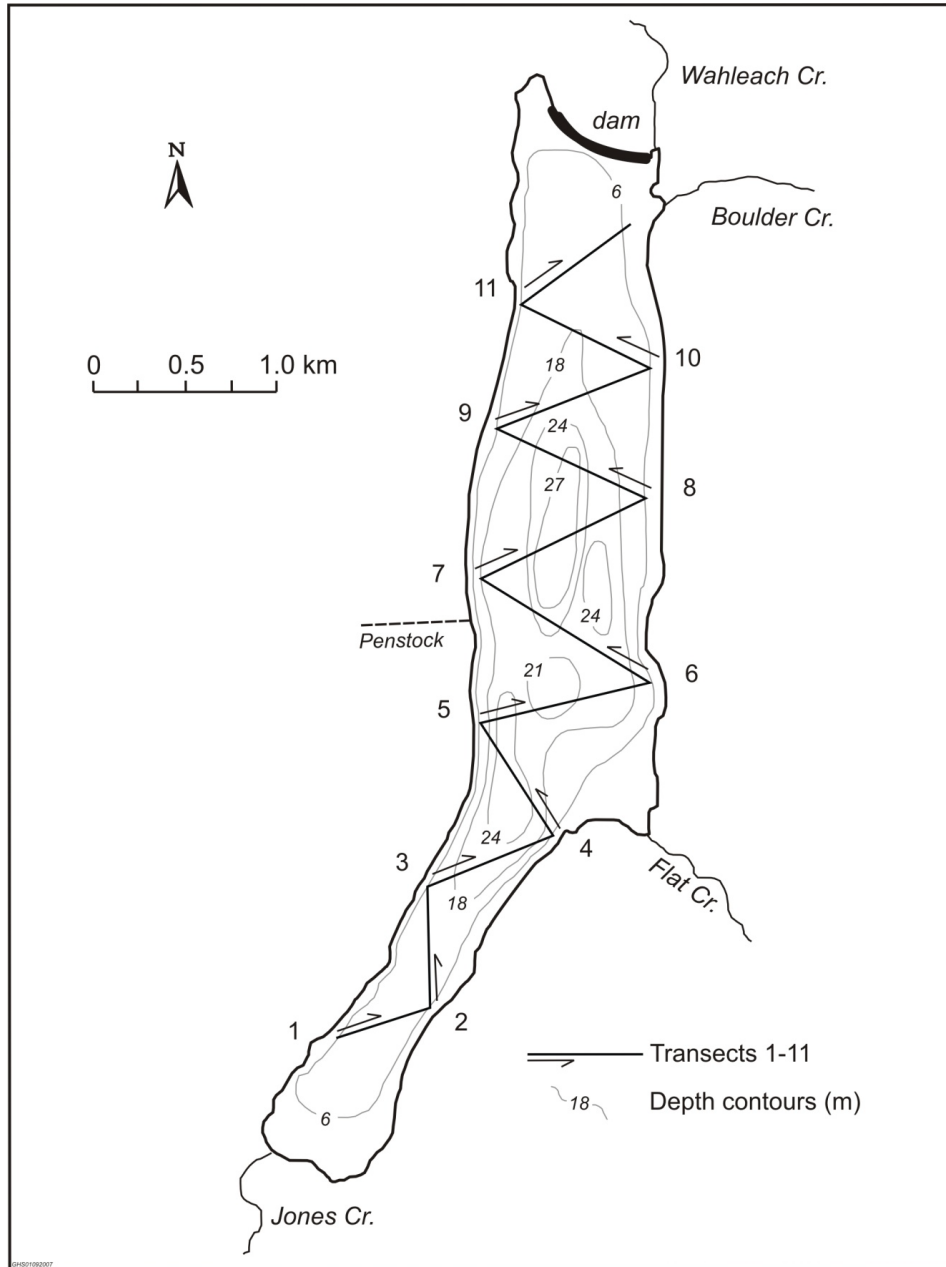 Wahleach Cr.
dam
N
6
Boulder Cr.
11
0 0.5 1.0 km
18
10
9
24
27
8
7
24
Penstock
21
6
5
24
4
3
Flat Cr.
18
1
2
Transects 1-11
18 Depth contours (m)
6
Jones Cr.
GHS01092007